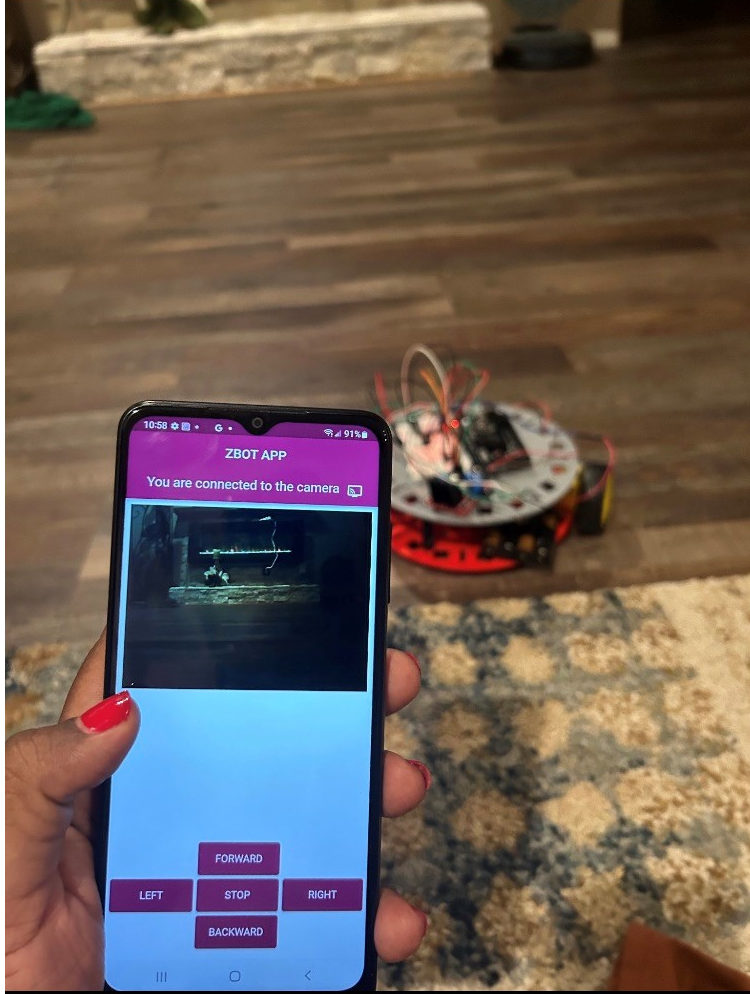 10:58 G 91%
ZBOT APP
You are connected to the camera
FORWARD
LEFT STOP RIGHT
BACKWARD